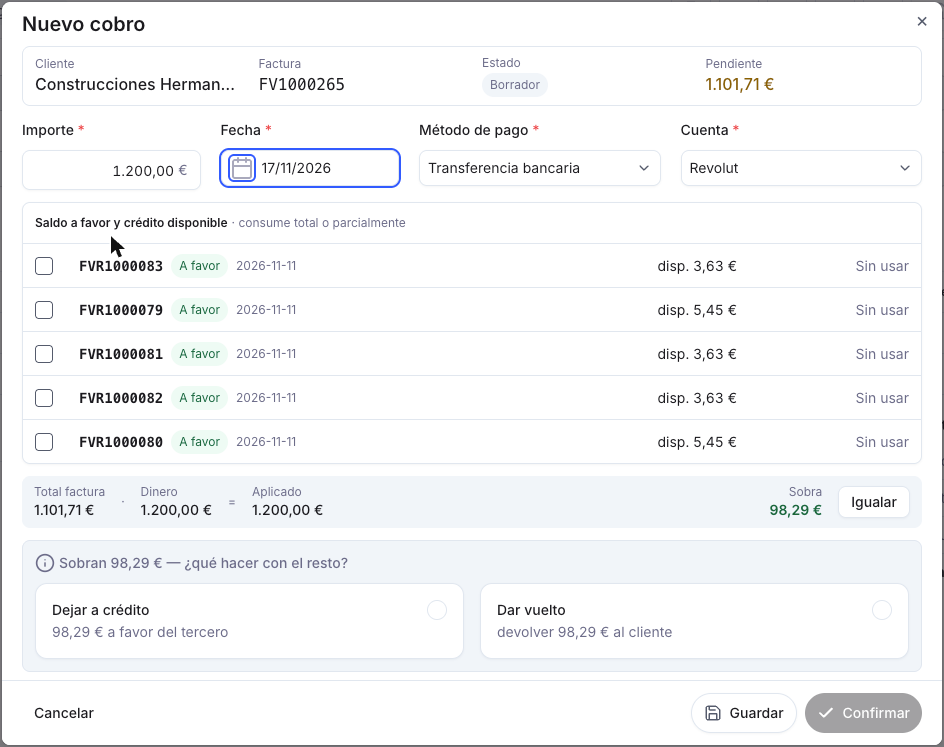 Nuevo cobro
Cliente
Construcciones Herman...
Factura
FV1000265
Estado
Borrador
Pendiente
1.101,71 €
Importe *
1.200,00 €
Fecha *
17/11/2026
Método de pago *
Transferencia bancaria
Cuenta *
Revolut
Saldo a favor y crédito disponible · consume total o parcialmente
FVR1000083 A favor 2026-11-11 disp. 3,63 € Sin usar
FVR1000079 A favor 2026-11-11 disp. 5,45 € Sin usar
FVR1000081 A favor 2026-11-11 disp. 3,63 € Sin usar
FVR1000082 A favor 2026-11-11 disp. 3,63 € Sin usar
FVR1000080 A favor 2026-11-11 disp. 5,45 € Sin usar
Total factura
1.101,71 €
·
Dinero
1.200,00 €
=
Aplicado
1.200,00 €
Sobra
98,29 €
Igualar
Sobran 98,29 € — ¿qué hacer con el resto?
Dejar a crédito
98,29 € a favor del tercero
Dar vuelto
devolver 98,29 € al cliente
Cancelar
Guardar
Confirmar